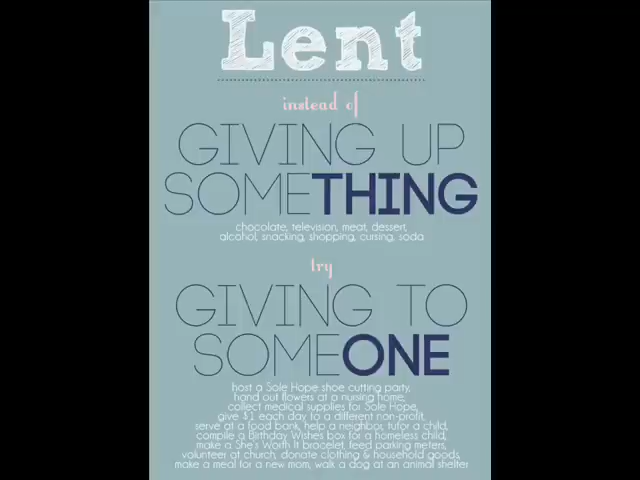 Lent
instead of
GIVING UP
SOMETHING
chocolate, television, meat, dessert,
alcohol, snacking, shopping, cursing, soda
try
GIVING TO
SOMEONE
host a Sole Hope shoe cutting party,
hand out flowers at a nursing home,
collect medical supplies for Sole Hope,
give $1 each day to a different non-profit,
serve at a food bank, help a neighbor, tutor a child,
compile a Birthday Wishes box for a homeless child,
make a She's Worth It bracelet, feed parking meters,
volunteer at church, donate clothing & household goods,
make a meal for a new mom, walk a dog at an animal shelter